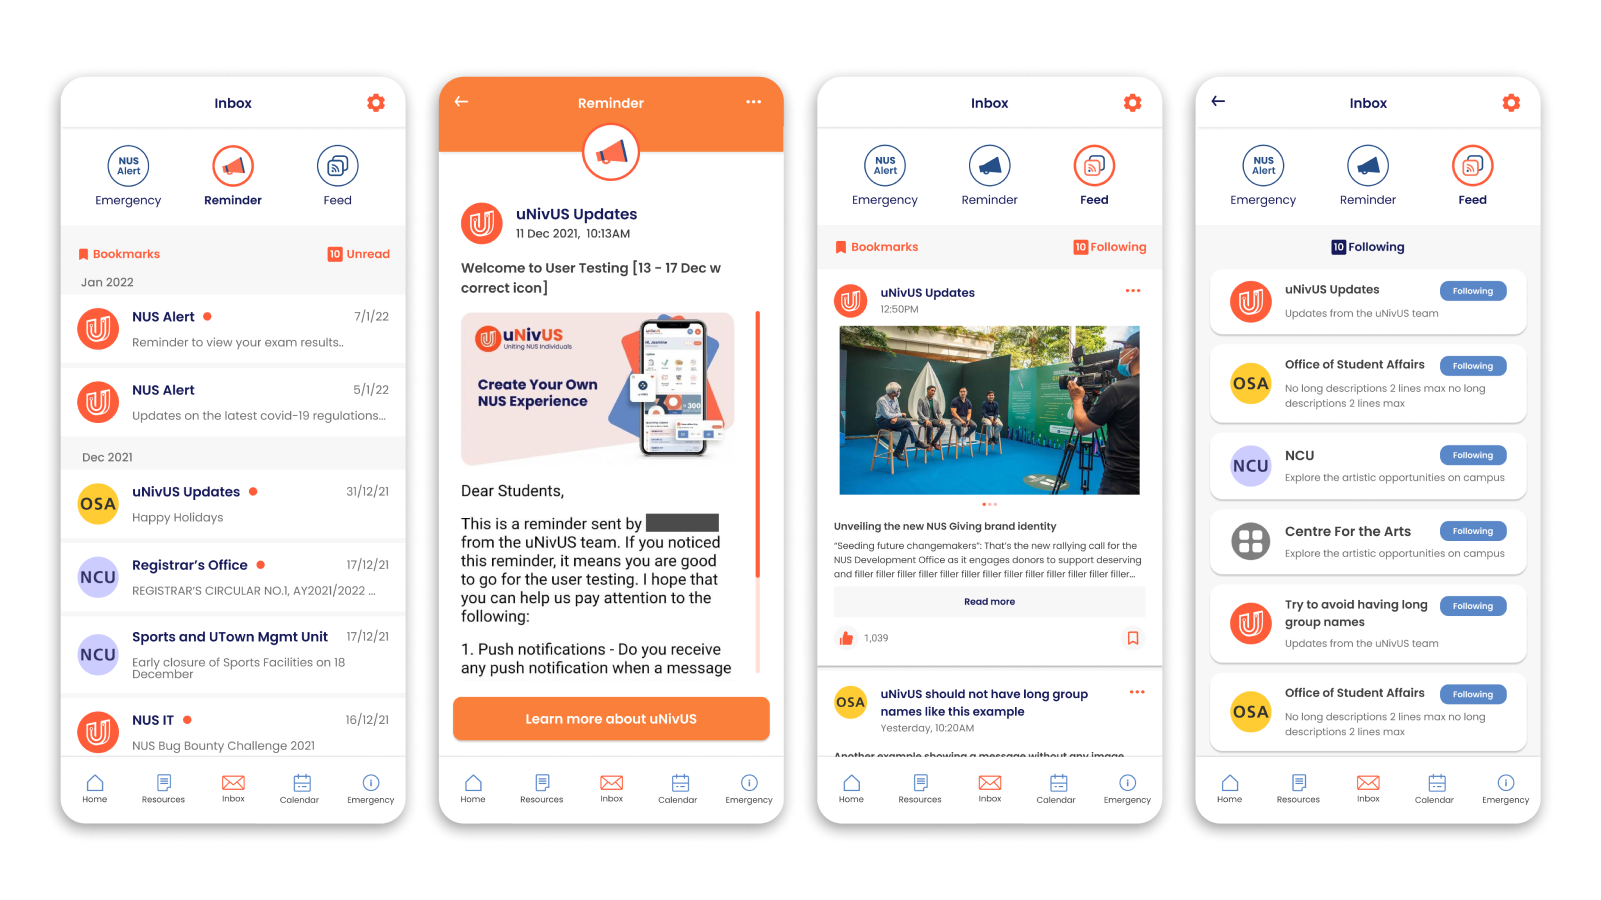 Inbox
NUS
Alert
Emergency
Reminder
Feed
Bookmarks
10 Unread
Jan 2022
NUS Alert
7/1/22
Reminder to view your exam results..
NUS Alert
5/1/22
Updates on the latest covid-19 regulations...
Dec 2021
OSA
uNivUS Updates
31/12/21
Happy Holidays
NCU
Registrar's Office
17/12/21
REGISTRAR'S CIRCULAR NO.1, AY2021/2022 ...
NCU
Sports and UTown Mgmt Unit
17/12/21
Early closure of Sports Facilities on 18
December
NUS IT
16/12/21
NUS Bug Bounty Challenge 2021
Home
Resources
Inbox
Calendar
Emergency
Reminder
uNivUS Updates
11 Dec 2021, 10:13AM
Welcome to User Testing [13 - 17 Dec w
correct icon]
uNivUS
Uniting NUS Individuals
Create Your Own
NUS Experience
Dear Students,
This is a reminder sent by
from the uNivUS team. If you noticed
this reminder, it means you are good
to go for the user testing. I hope that
you can help us pay attention to the
following:
1. Push notifications - Do you receive
any push notification when a message
Learn more about uNivUS
Home
Resources
Inbox
Calendar
Emergency
Inbox
NUS
Alert
Emergency
Reminder
Feed
Bookmarks
10 Following
uNivUS Updates
12:50PM
Unveiling the new NUS Giving brand identity
"Seeding future changemakers": That's the new rallying call for the
NUS Development Office as it engages donors to support deserving
and filler filler filler filler filler filler filler filler filler filler filler filler filler...
Read more
1,039
OSA
uNivUS should not have long group
names like this example
Yesterday, 10:20AM
Another example showing a message without any image
Home
Resources
Inbox
Calendar
Emergency
Inbox
NUS
Alert
Emergency
Reminder
Feed
10 Following
uNivUS Updates
Following
Updates from the uNivUS team
OSA
Office of Student Affairs
Following
No long descriptions 2 lines max no long
descriptions 2 lines max
NCU
NCU
Following
Explore the artistic opportunities on campus
Centre For the Arts
Following
Explore the artistic opportunities on campus
Try to avoid having long
group names
Following
Updates from the uNivUS team
OSA
Office of Student Affairs
Following
No long descriptions 2 lines max no long
descriptions 2 lines max
Home
Resources
Inbox
Calendar
Emergency